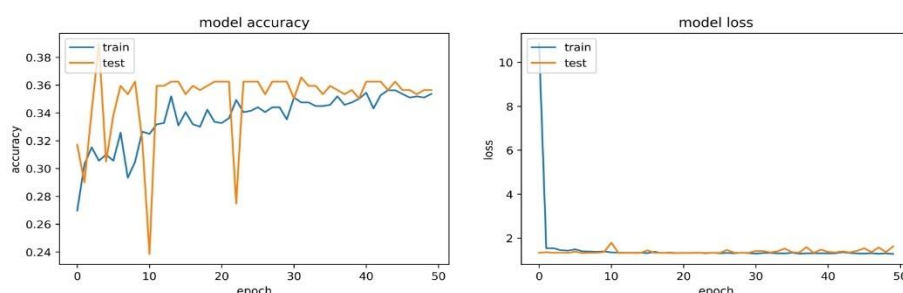 model accuracy
train
test
0.38
0.36
0.34
0.32
0.30
0.28
0.26
0.24
accuracy
0 10 20 30 40 50
epoch
model loss
train
test
10
8
6
4
2
loss
0 10 20 30 40 50
epoch